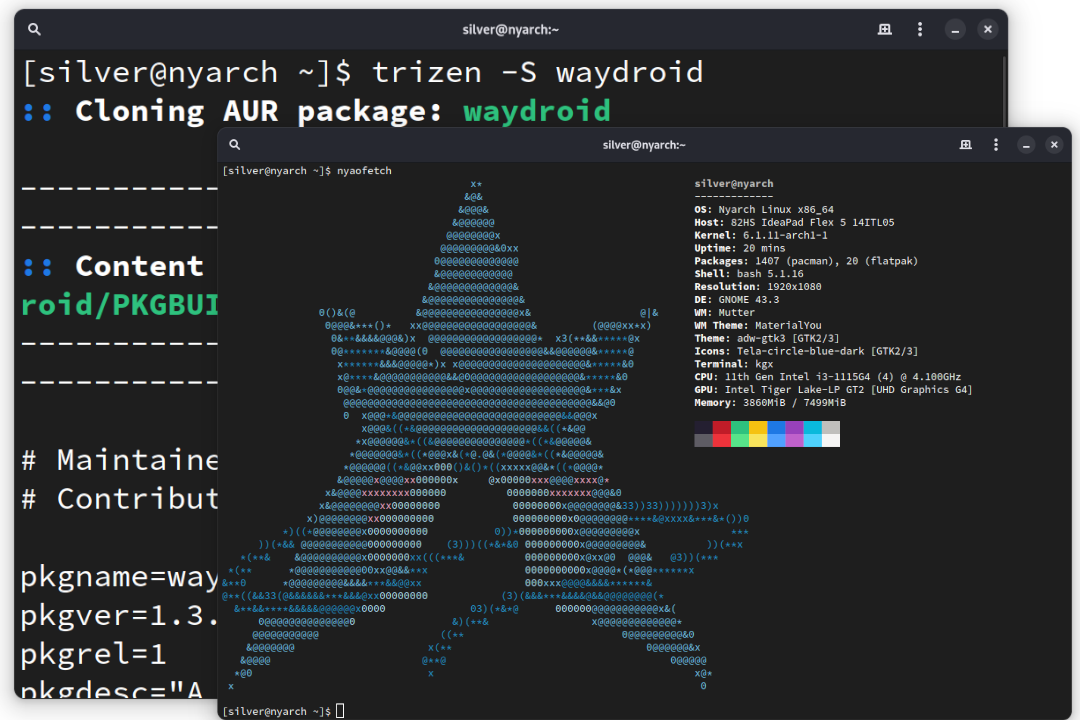 silver@nyarch:~
[silver@nyarch ~]$ trizen -S waydroid
:: Cloning AUR package: waydroid
:: Content
roid/PKGBUI
# Maintaine
# Contribut
pkgname=way
pkgver=1.3.
pkgrel=1
pkgdesc="A
silver@nyarch:~
[silver@nyarch ~]$ nyaofetch
silver@nyarch
-------------
OS: Nyarch Linux x86_64
Host: 82HS IdeaPad Flex 5 14ITL05
Kernel: 6.1.11-arch1-1
Uptime: 20 mins
Packages: 1407 (pacman), 20 (flatpak)
Shell: bash 5.1.16
Resolution: 1920x1080
DE: GNOME 43.3
WM: Mutter
WM Theme: MaterialYou
Theme: adw-gtk3 [GTK2/3]
Icons: Tela-circle-blue-dark [GTK2/3]
Terminal: kgx
CPU: 11th Gen Intel i3-1115G4 (4) @ 4.100GHz
GPU: Intel Tiger Lake-LP GT2 [UHD Graphics G4]
Memory: 3860MiB / 7499MiB
[silver@nyarch ~]$